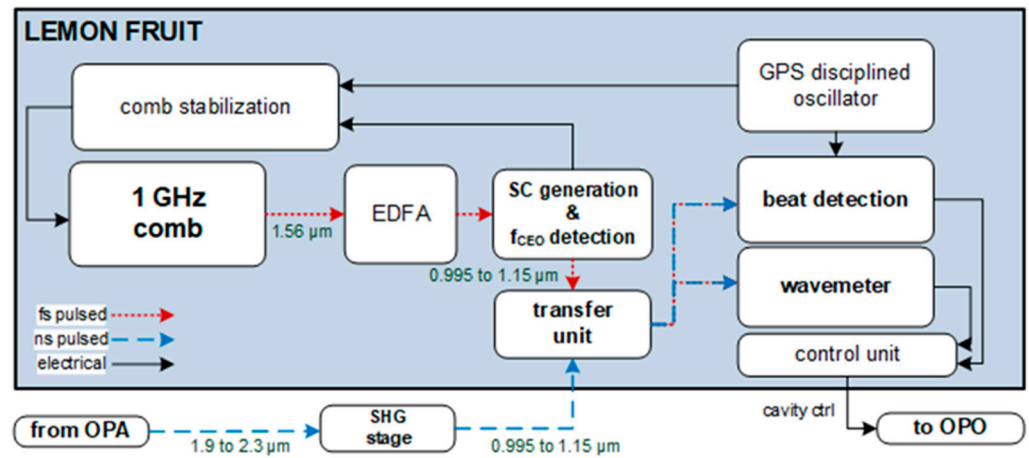 LEMON FRUIT
comb stabilization
GPS disciplined
oscillator
1 GHz
comb
1.56 µm
EDFA
SC generation
&
fCEO detection
0.995 to 1.15 µm
beat detection
wavemeter
transfer
unit
control unit
fs pulsed
ns pulsed
electrical
from OPA
1.9 to 2.3 µm
SHG
stage
0.995 to 1.15 µm
cavity ctrl
to OPO